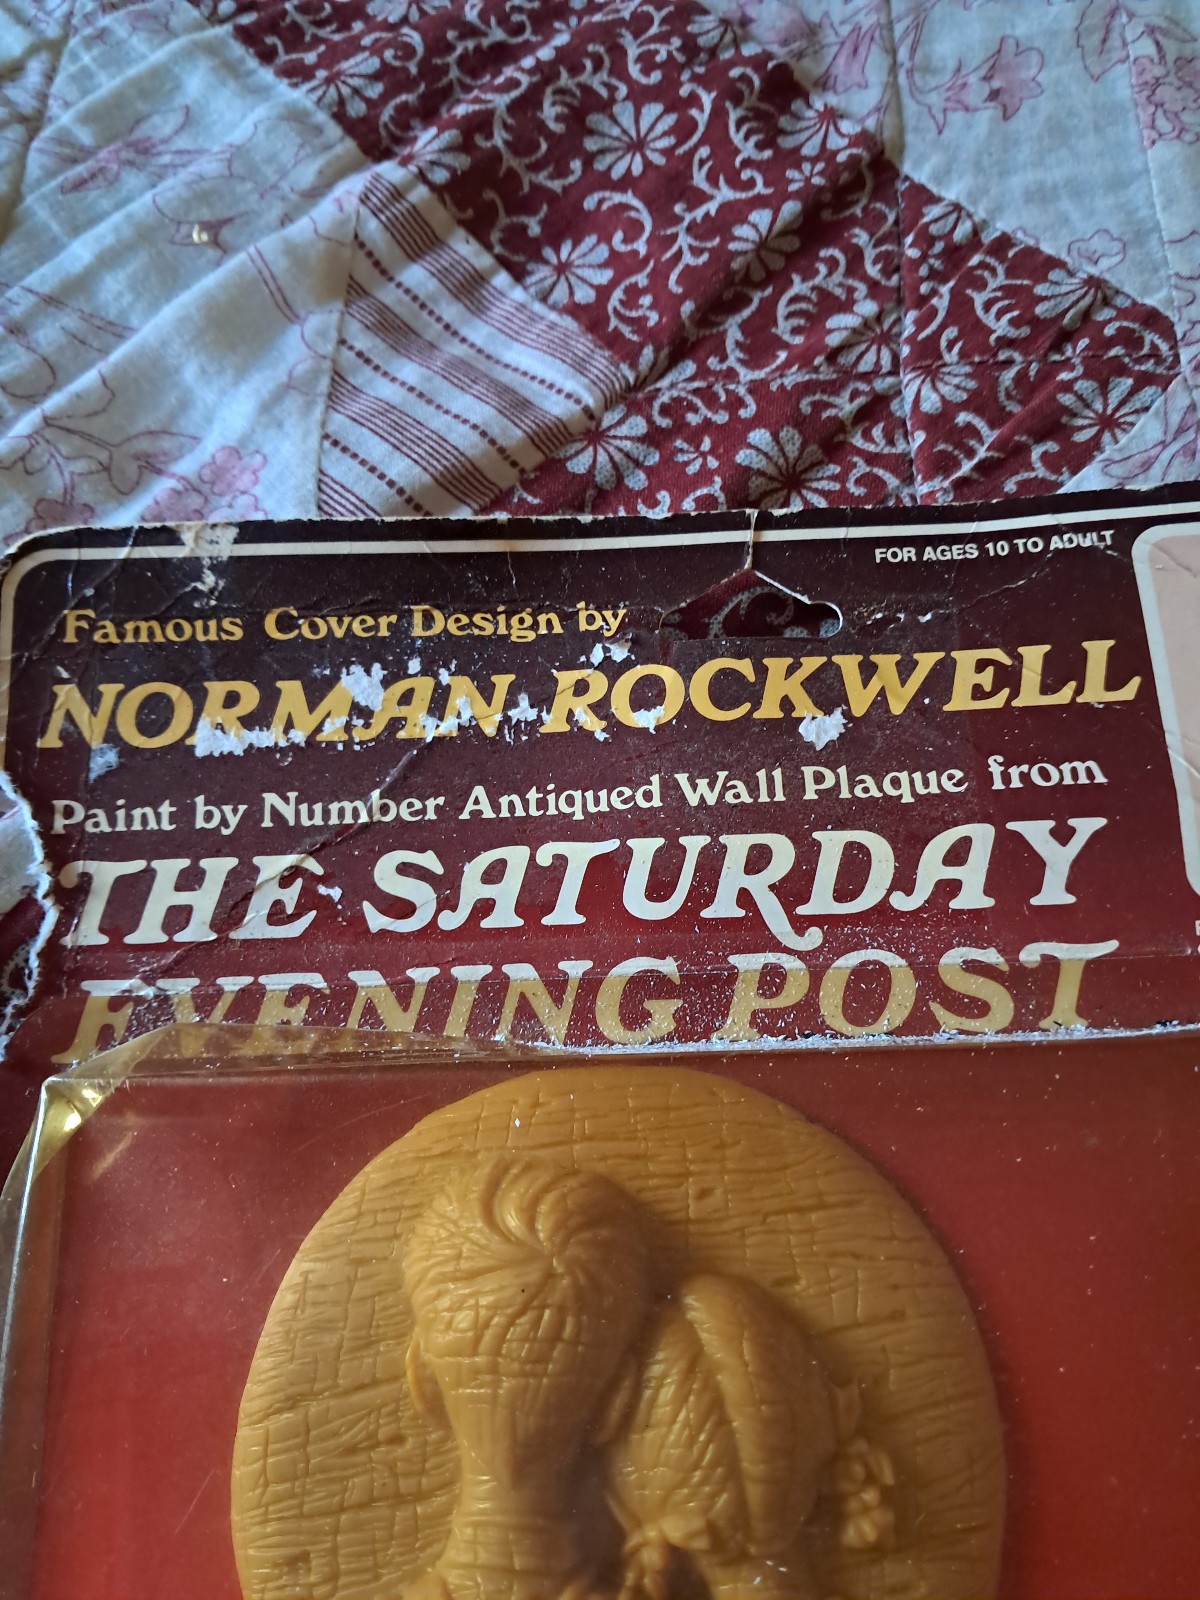 FOR AGES 10 TO ADULT
Famous Cover Design by
NORMAN ROCKWELL
Paint by Number Antiqued Wall Plaque from
THE SATURDAY
EVENING POST